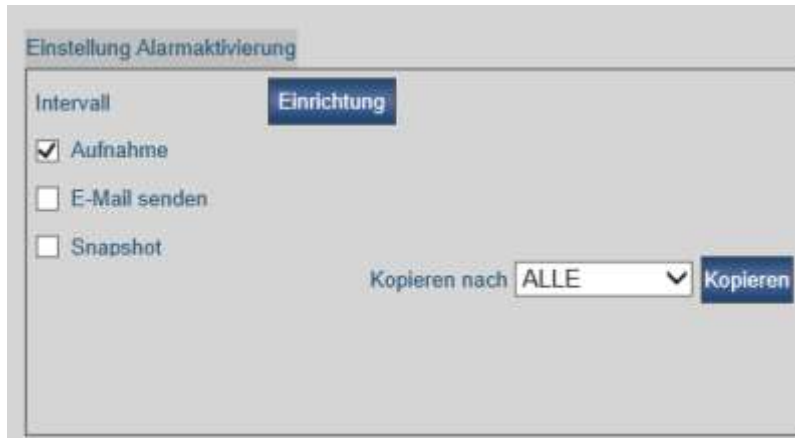 Einstellung Alarmaktivierung
Intervall Einrichtung
Aufnahme
E-Mail senden
Snapshot
Kopieren nach ALLE Kopieren